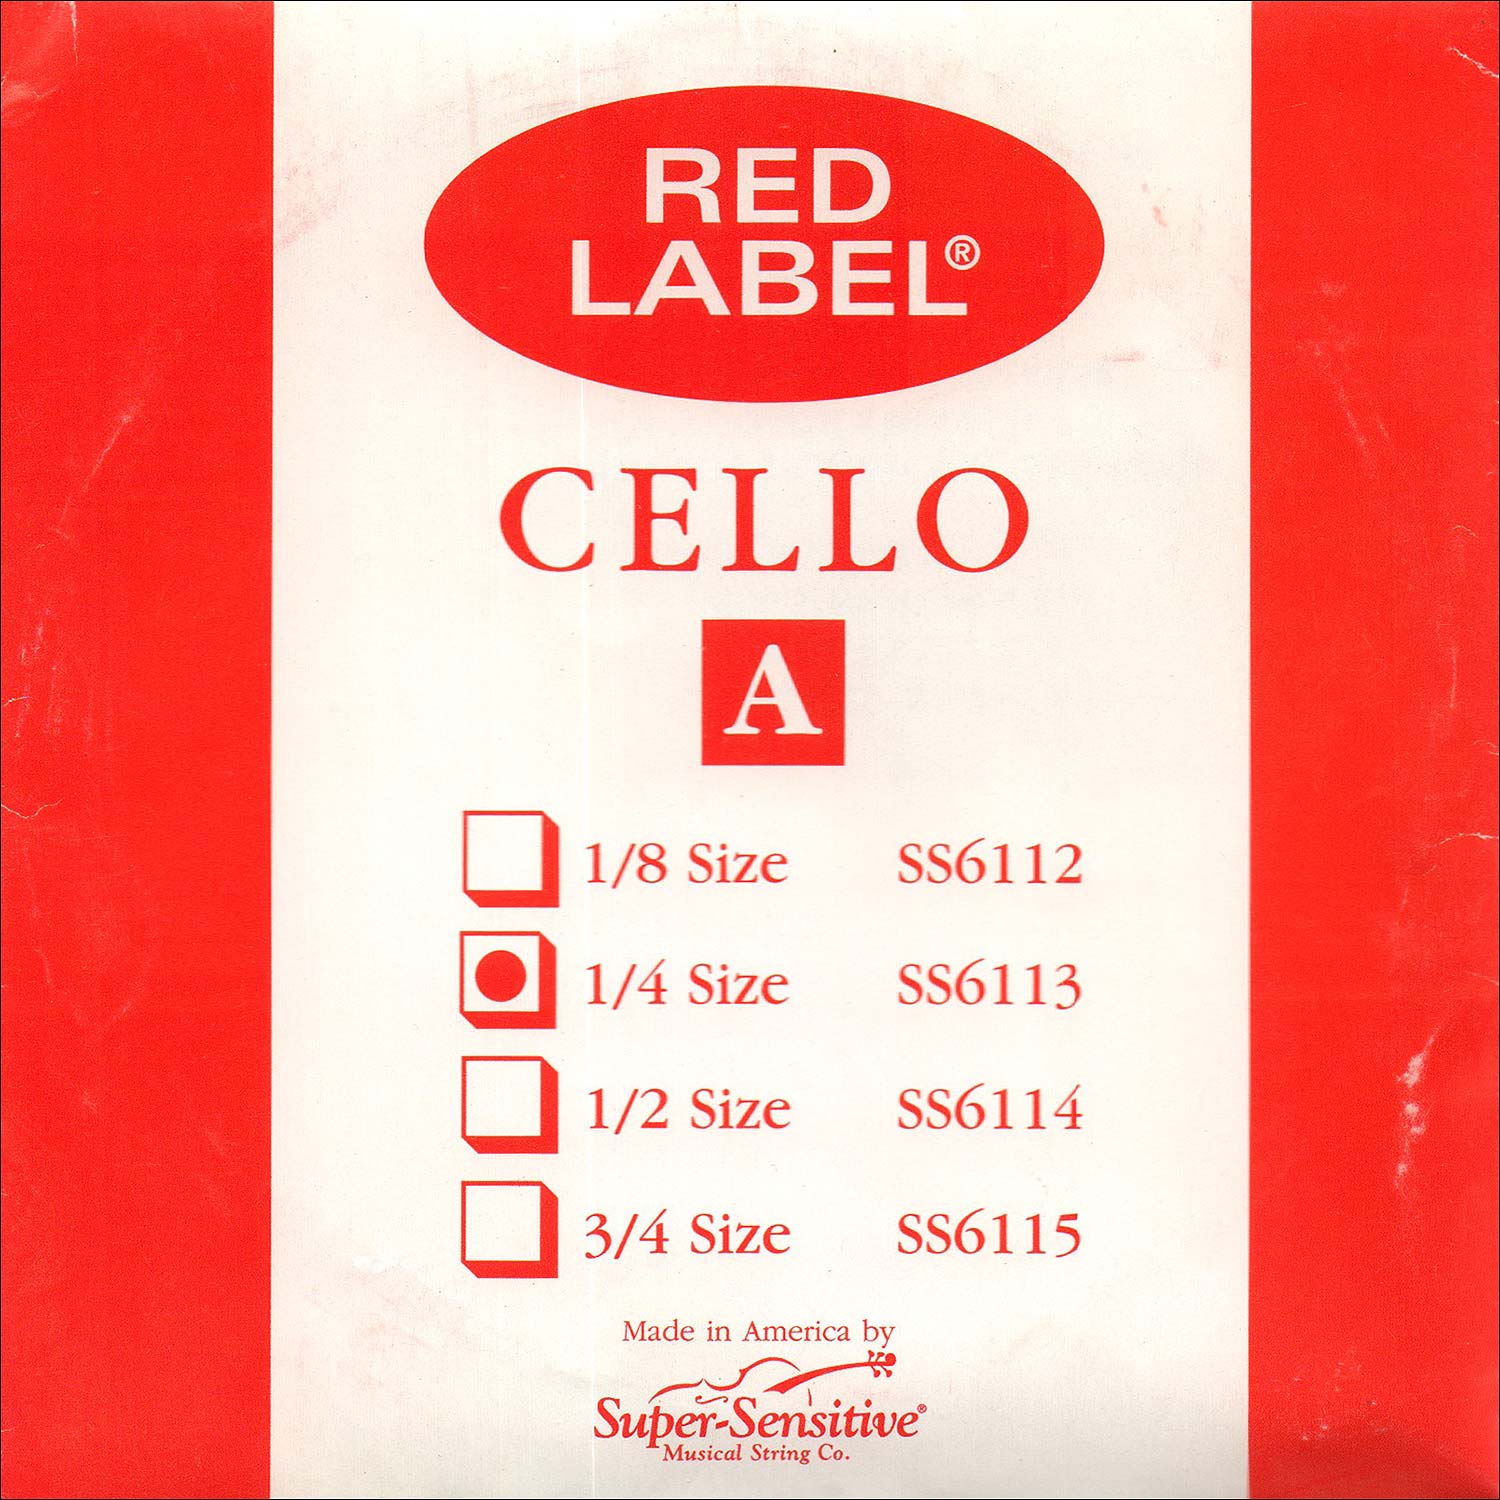 RED
LABEL®
CELLO
A
1/8 Size SS6112
1/4 Size SS6113
1/2 Size SS6114
3/4 Size SS6115
Made in America by
Super-Sensitive®
Musical String Co.